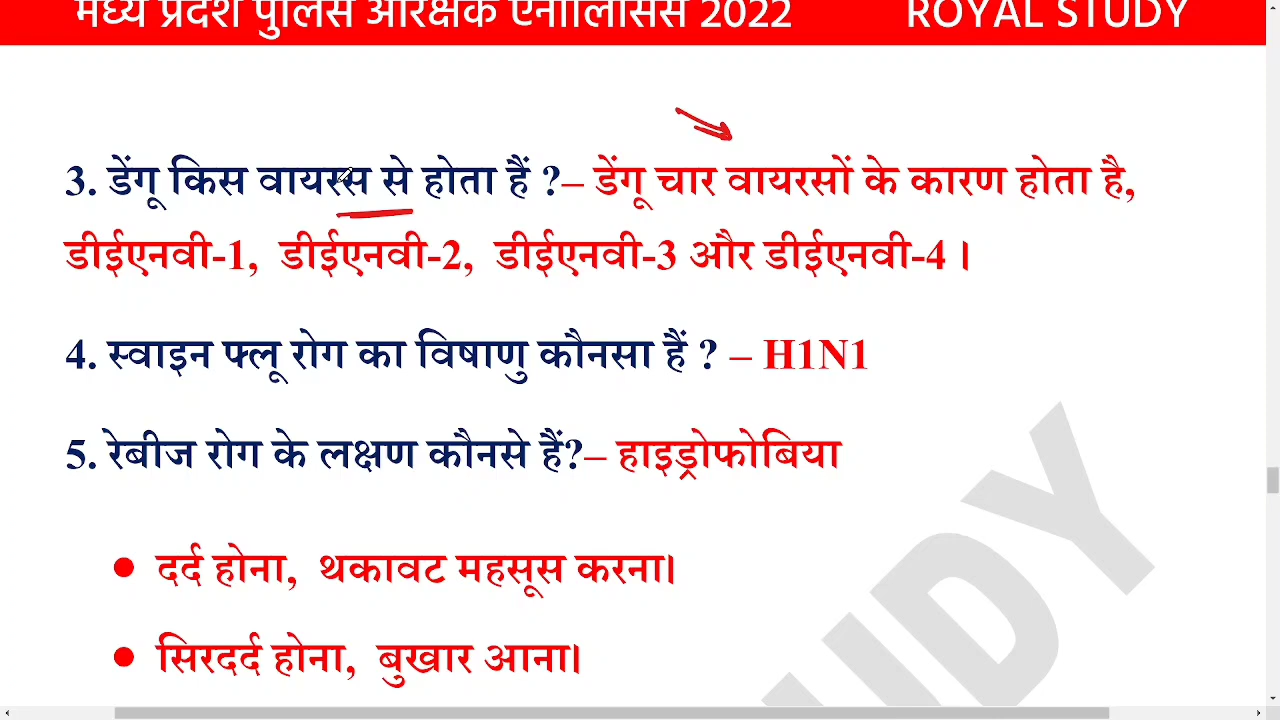 मध्य प्रदेश पुलिस आरक्षक एनालिसिस 2022 ROYAL STUDY
3. डेंगू किस वायरस से होता हैं ?– डेंगू चार वायरसों के कारण होता है,
डीईएनवी-1, डीईएनवी-2, डीईएनवी-3 और डीईएनवी-4 ।
4. स्वाइन फ्लू रोग का विषाणु कौनसा हैं ? – H1N1
5. रेबीज रोग के लक्षण कौनसे हैं?– हाइड्रोफोबिया
• दर्द होना, थकावट महसूस करना।
• सिरदर्द होना, बुखार आना।
UDY